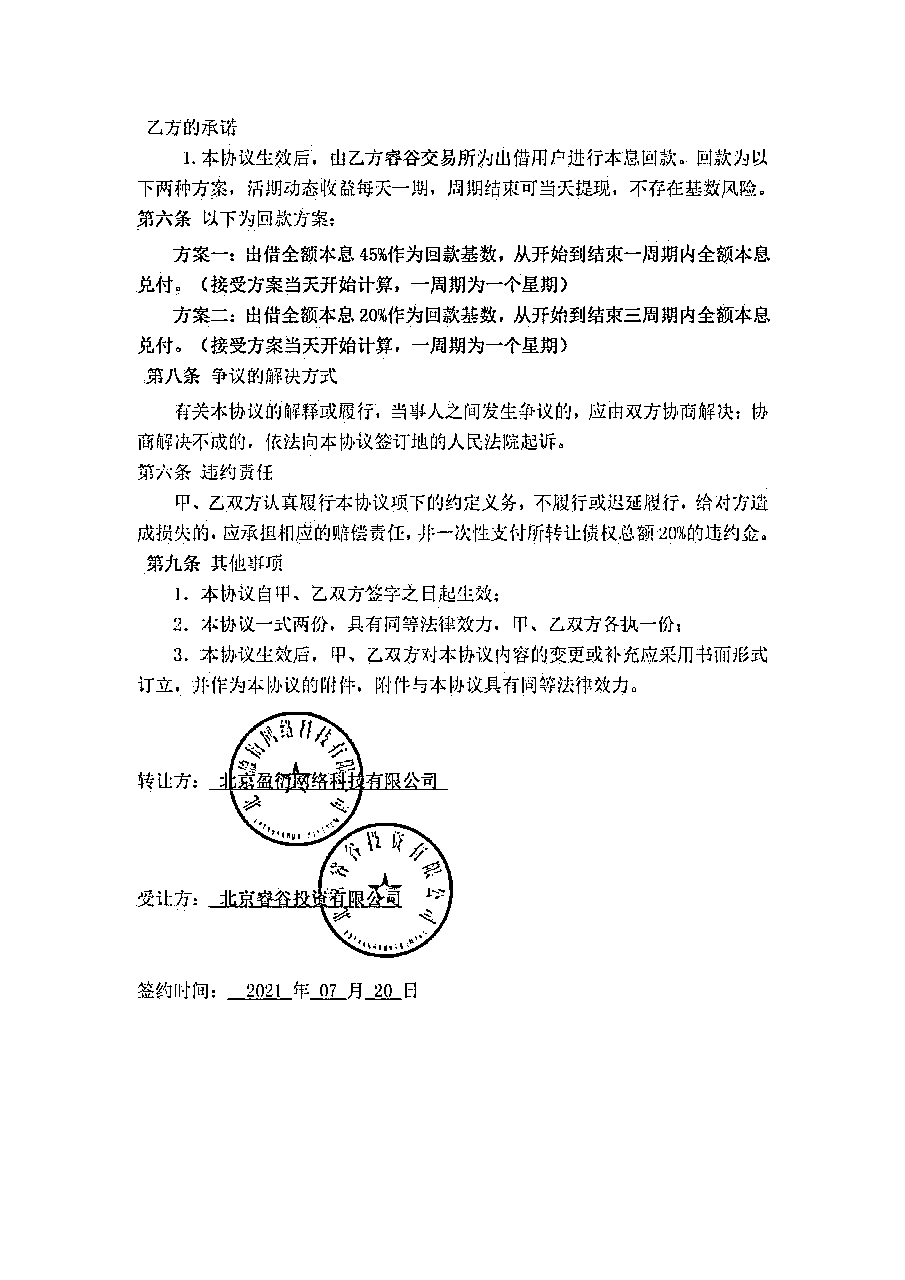 乙方的承诺
1.本协议生效后，由乙方睿谷交易所为出借用户进行本息回款。回款为以
下两种方案，活期动态收益每天一期，周期结束可当天提现，不存在基数风险。
第六条 以下为回款方案：
方案一：出借全额本息 45%作为回款基数，从开始到结束一周期内全额本息
兑付。（接受方案当天开始计算，一周期为一个星期）
方案二：出借全额本息 20%作为回款基数，从开始到结束三周期内全额本息
兑付。（接受方案当天开始计算，一周期为一个星期）
第八条 争议的解决方式
有关本协议的解释或履行，当事人之间发生争议的，应由双方协商解决；协
商解决不成的，依法向本协议签订地的人民法院起诉。
第六条 违约责任
甲、乙双方认真履行本协议项下的约定义务，不履行或迟延履行，给对方造
成损失的，应承担相应的赔偿责任，并一次性支付所转让债权总额 20%的违约金。
第九条 其他事项
1．本协议自甲、乙双方签字之日起生效；
2．本协议一式两份，具有同等法律效力，甲、乙双方各执一份；
3．本协议生效后，甲、乙双方对本协议内容的变更或补充应采用书面形式
订立，并作为本协议的附件，附件与本协议具有同等法律效力。
北京盈衍网络科技有限公司
转让方： 北京盈衍网络科技有限公司
北京睿谷投资有限公司
受让方： 北京睿谷投资有限公司
签约时间： 2021 年 07 月 20 日